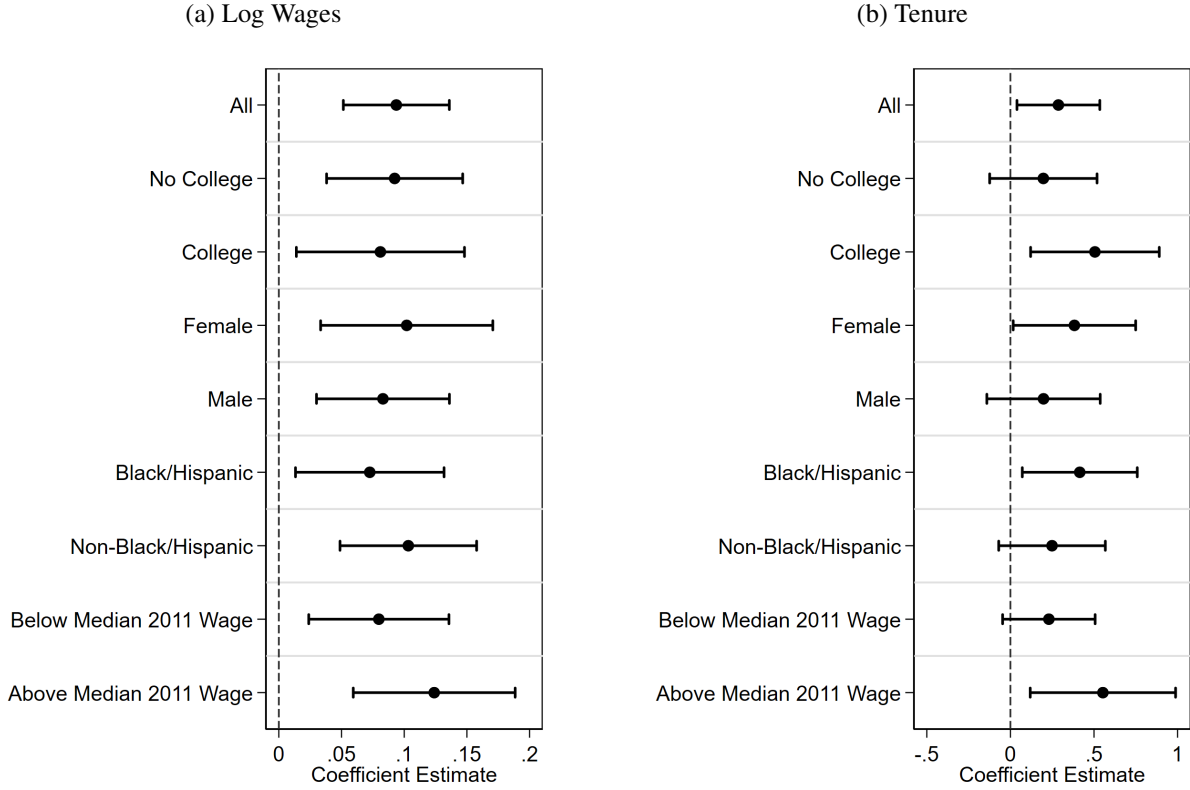 (a) Log Wages
All
No College
College
Female
Male
Black/Hispanic
Non-Black/Hispanic
Below Median 2011 Wage
Above Median 2011 Wage
0 .05 .1 .15 .2
Coefficient Estimate
(b) Tenure
All
No College
College
Female
Male
Black/Hispanic
Non-Black/Hispanic
Below Median 2011 Wage
Above Median 2011 Wage
-.5 0 .5 1
Coefficient Estimate